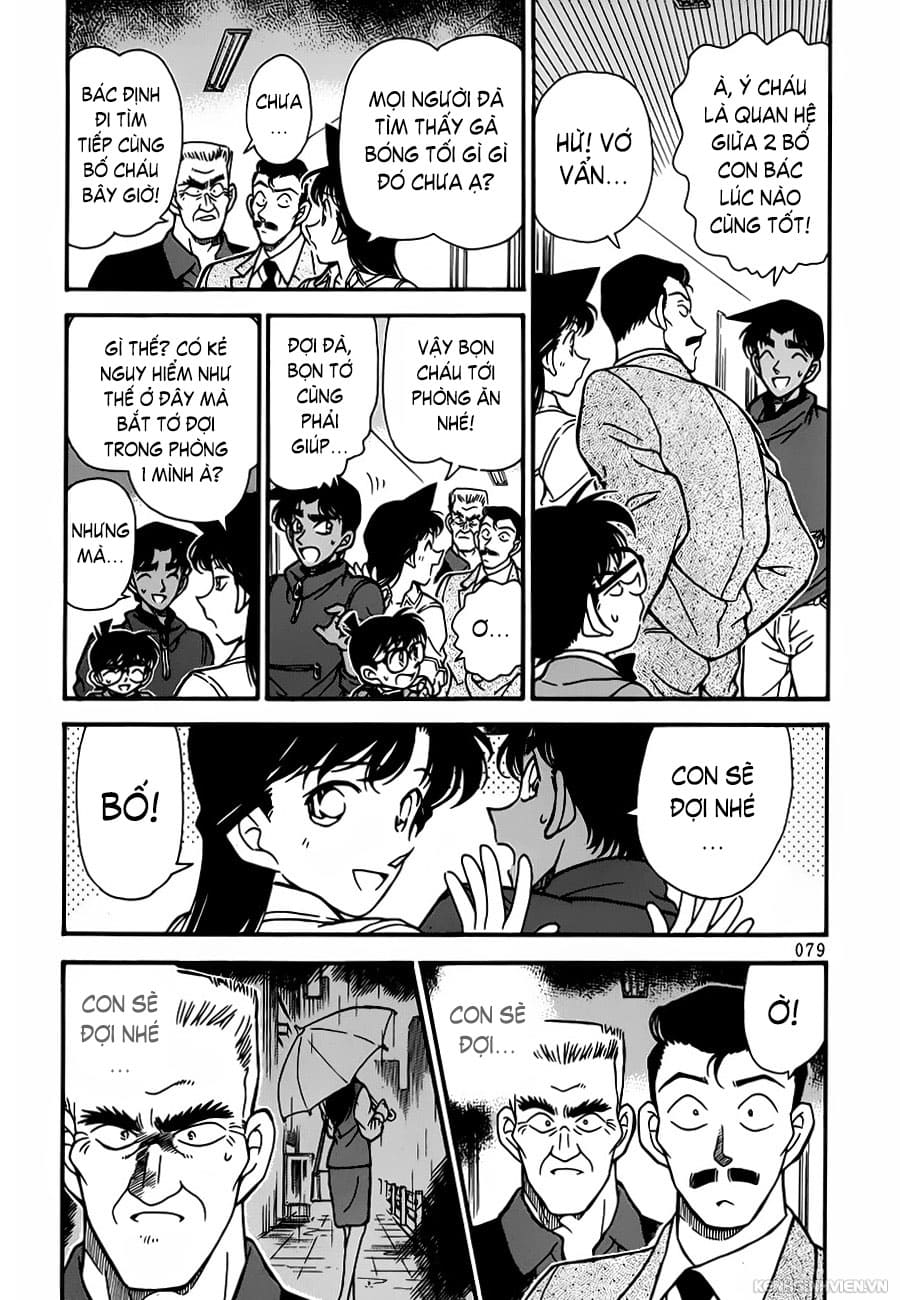 À, Ý CHÁU
LÀ QUAN HỆ
GIỮA 2 BỐ
CON BÁC
LÚC NÀO
CŨNG TỐT!
HỪ! VỚ
VẨN...
MỌI NGƯỜI ĐÃ
TÌM THẤY GÃ
BÓNG TỐI GÌ GÌ
ĐÓ CHƯA Ạ?
CHƯA
...
BÁC ĐỊNH
ĐI TÌM
TIẾP CÙNG
BỐ CHÁU
BÂY GIỜ!
VẬY BỌN
CHÁU TỚI
PHÒNG ĂN
NHÉ!
Ơ...
ĐỢI ĐÃ,
BỌN TỚ
CŨNG
PHẢI
GIÚP...
GÌ THẾ? CÓ KẺ
NGUY HIỂM NHƯ
THẾ Ở ĐÂY MÀ
BẮT TỚ ĐỢI
TRONG PHÒNG
1 MÌNH À?
NHƯNG
MÀ...
CON SẼ
ĐỢI NHÉ
...
BỐ!
079
Ờ!
CON SẼ
ĐỢI...
CON SẼ
ĐỢI NHÉ
...
KENHSINHVIEN.VN